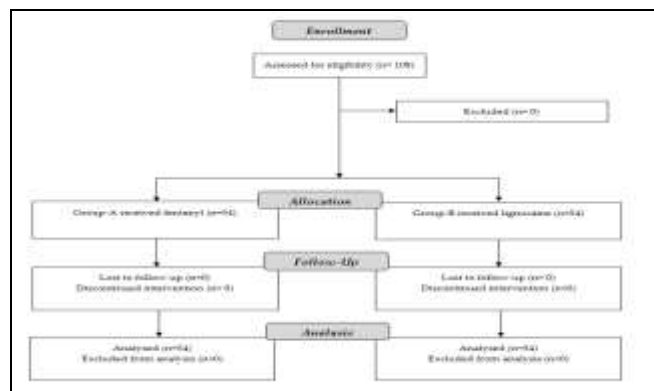 Enrollment
Assessed for eligibility (n= 108)
Excluded (n= 0)
Allocation
Group-A received fentanyl (n=54)
Group-B received lignocaine (n=54)
Follow-Up
Lost to follow-up (n=0)
Discontinued intervention (n= 0)
Lost to follow-up (n= 0)
Discontinued intervention (n=0)
Analysis
Analysed (n=54)
Excluded from analysis (n=0)
Analysed (n=54)
Excluded from analysis (n=0)